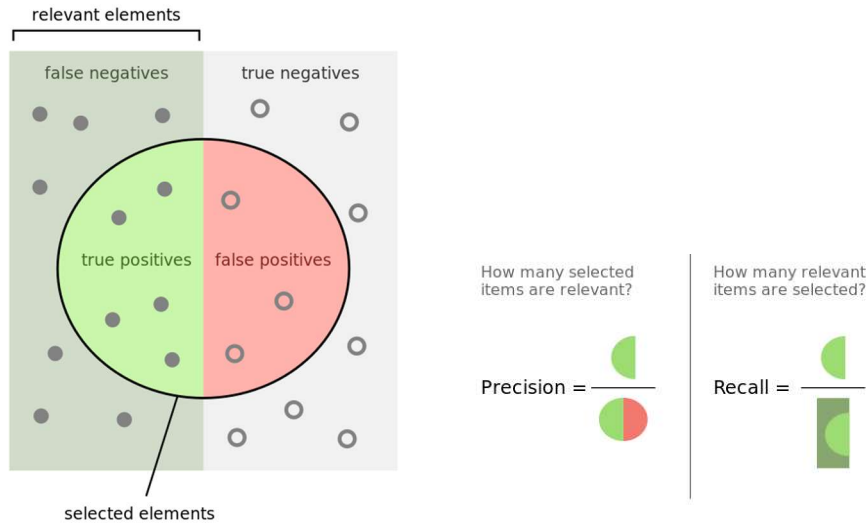 relevant elements
false negatives
true negatives
true positives
false positives
selected elements
How many selected
items are relevant?
Precision =
How many relevant
items are selected?
Recall =